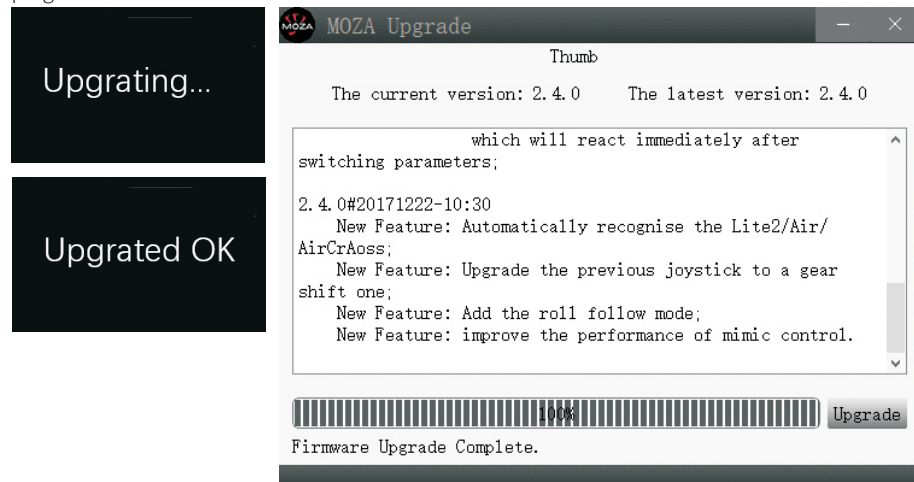 Upgrating...
Upgrated OK
MOZA
MOZA Upgrade
Thumb
The current version: 2.4.0 The latest version: 2.4.0
which will react immediately after
switching parameters;
2.4.0#20171222-10:30
New Feature: Automatically recognise the Lite2/Air/
AirCrAoss;
New Feature: Upgrade the previous joystick to a gear
shift one;
New Feature: Add the roll follow mode;
New Feature: improve the performance of mimic control.
100%
Upgrade
Firmware Upgrade Complete.